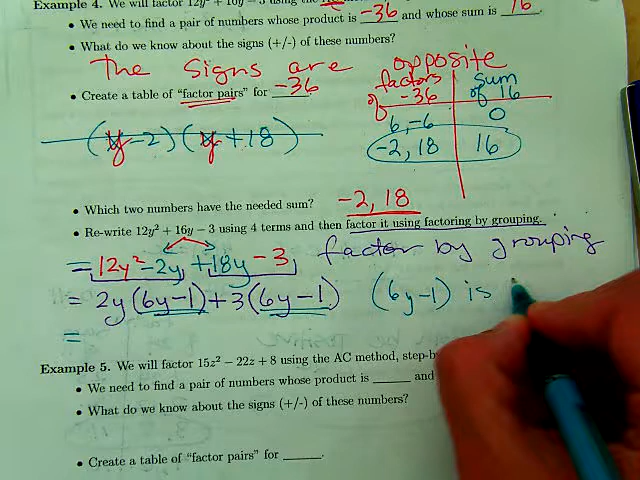 Example 4. We will factor 12y² + 16y − 3 using the
• We need to find a pair of numbers whose product is -36 and whose sum is 16
• What do we know about the signs (+/-) of these numbers?
The signs are opposite
• Create a table of "factor pairs" for -36.
factors of -36 | sum of 16
6, -6 | 0
-2, 18 | 16
(y-2)(y+18)
• Which two numbers have the needed sum? -2, 18
• Re-write 12y² + 16y − 3 using 4 terms and then factor it using factoring by grouping.
= 12y² - 2y + 18y - 3, factor by grouping
= 2y(6y-1)+3(6y-1) (6y-1) is
=
Example 5. We will factor 15z² − 22z + 8 using the AC method, step-by
• We need to find a pair of numbers whose product is ____ and
• What do we know about the signs (+/-) of these numbers?
• Create a table of "factor pairs" for ____.